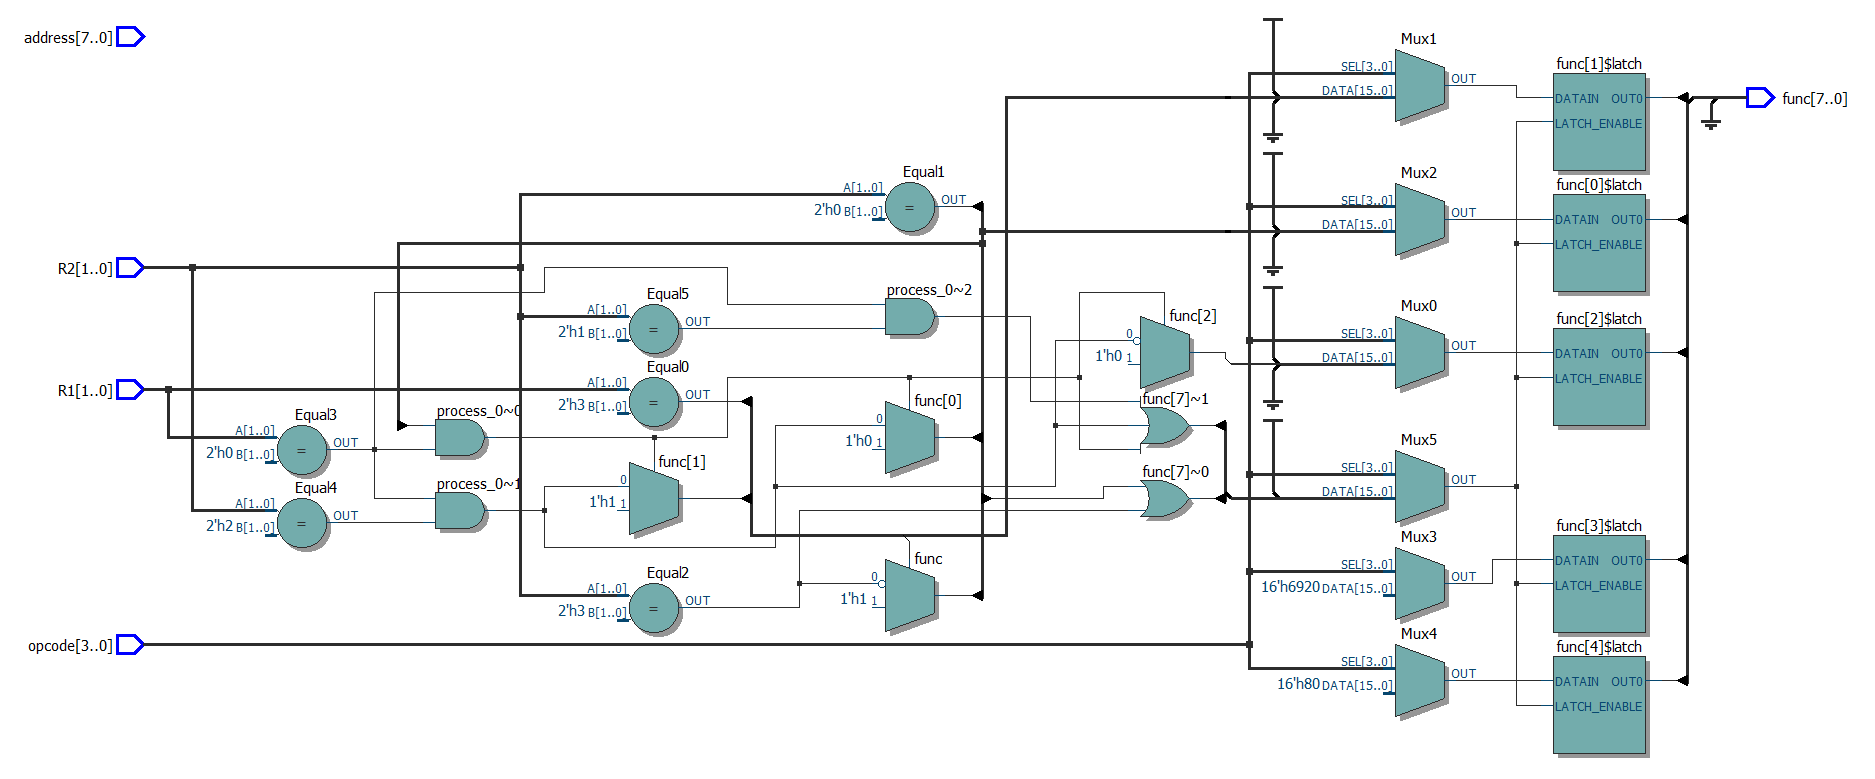 address[7..0]
R2[1..0]
R1[1..0]
opcode[3..0]
Equal3
A[1..0]
2'h0 B[1..0]
=
OUT
Equal4
A[1..0]
2'h2 B[1..0]
=
OUT
process_0~0
process_0~1
Equal5
A[1..0]
2'h1 B[1..0]
=
OUT
Equal0
A[1..0]
2'h3 B[1..0]
=
OUT
func[1]
0
1'h1 1
Equal2
A[1..0]
2'h3 B[1..0]
=
OUT
Equal1
A[1..0]
2'h0 B[1..0]
=
OUT
process_0~2
func[0]
0
1'h0 1
func
0
1'h1 1
func[2]
0
1'h0 1
func[7]~1
func[7]~0
Mux1
SEL[3..0]
DATA[15..0]
OUT
Mux2
SEL[3..0]
DATA[15..0]
OUT
Mux0
SEL[3..0]
DATA[15..0]
OUT
Mux5
SEL[3..0]
DATA[15..0]
OUT
Mux3
SEL[3..0]
16'h6920 DATA[15..0]
OUT
Mux4
SEL[3..0]
16'h80 DATA[15..0]
OUT
func[1]$latch
DATAIN OUT0
LATCH_ENABLE
func[0]$latch
DATAIN OUT0
LATCH_ENABLE
func[2]$latch
DATAIN OUT0
LATCH_ENABLE
func[3]$latch
DATAIN OUT0
LATCH_ENABLE
func[4]$latch
DATAIN OUT0
LATCH_ENABLE
func[7..0]